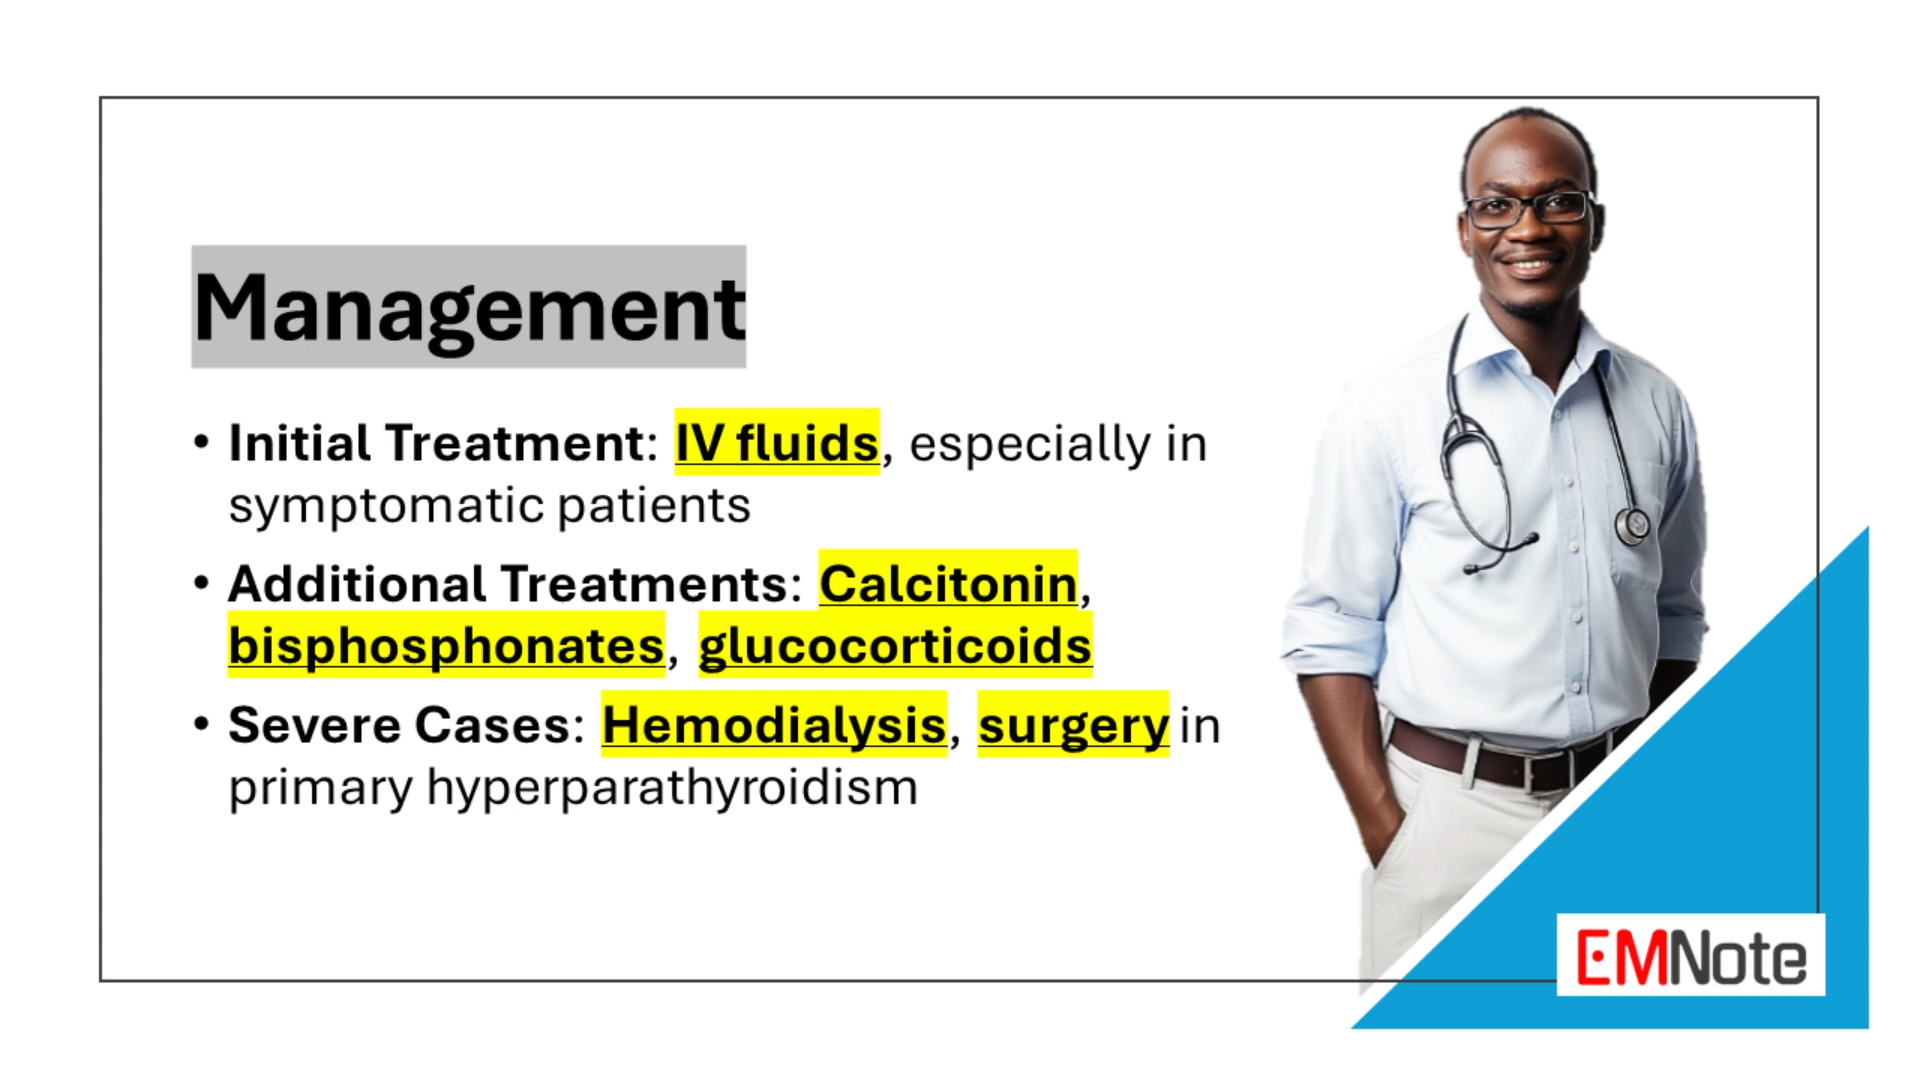 Management
• Initial Treatment: IV fluids, especially in
symptomatic patients
• Additional Treatments: Calcitonin,
bisphosphonates, glucocorticoids
• Severe Cases: Hemodialysis, surgery in
primary hyperparathyroidism
EMNote